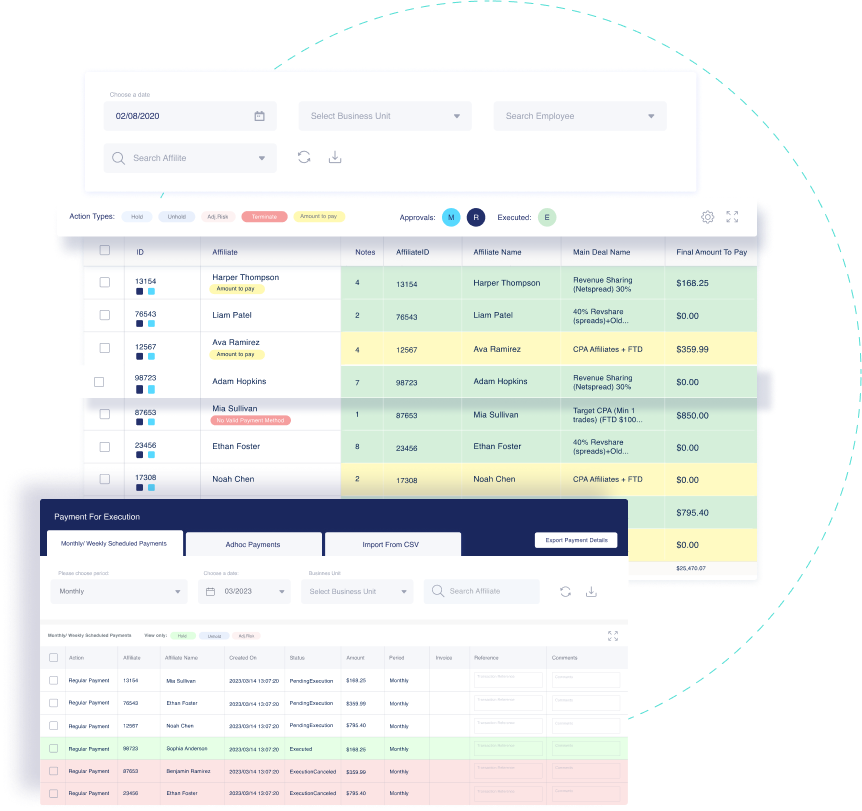 Choose a date
02/08/2020
Select Business Unit
Search Employee
Search Affilite
Action Types: Hold Unhold Adj.Risk Terminate Amount to pay Approvals: M R Executed: E
ID Affiliate Notes AffiliateID Affiliate Name Main Deal Name Final Amount To Pay
13154 Harper Thompson Amount to pay 4 13154 Harper Thompson Revenue Sharing (Netspread) 30% $168.25
76543 Liam Patel 2 76543 Liam Patel 40% Revshare (spreads)+Old... $0.00
12567 Ava Ramirez Amount to pay 4 12567 Ava Ramirez CPA Affiliates + FTD $359.99
98723 Adam Hopkins 7 98723 Adam Hopkins Revenue Sharing (Netspread) 30% $0.00
87653 Mia Sullivan No Valid Payment Method 1 87653 Mia Sullivan Target CPA (Min 1 trades) (FTD $100... $850.00
23456 Ethan Foster 8 23456 Ethan Foster 40% Revshare (spreads)+Old... $0.00
17308 Noah Chen 2 17308 Noah Chen CPA Affiliates + FTD $0.00
$795.40
$0.00
$25,470.07
Payment For Execution
Monthly/ Weekly Scheduled Payments Adhoc Payments Import From CSV Export Payment Details
Please choose period:
Monthly
Choose a date:
03/2023
Business Unit
Select Business Unit
Search Affiliate
Monthly/ Weekly Scheduled Payments View only: Hold Unhold Adj.Risk
Action Affiliate Affiliate Name Created On Status Amount Period Invoice Reference Comments
Regular Payment 13154 Mia Sullivan 2023/03/14 13:07:20 PendingExecution $168.25 Monthly
Regular Payment 76543 Ethan Foster 2023/03/14 13:07:20 PendingExecution $359.99 Monthly
Regular Payment 12567 Noah Chen 2023/03/14 13:07:20 PendingExecution $795.40 Monthly
Regular Payment 98723 Sophia Anderson 2023/03/14 13:07:20 Executed $168.25 Monthly
Regular Payment 87653 Benjamin Ramirez 2023/03/14 13:07:20 ExecutionCanceled $359.99 Monthly
Regular Payment 23456 Ethan Foster 2023/03/14 13:07:20 ExecutionCanceled $795.40 Monthly